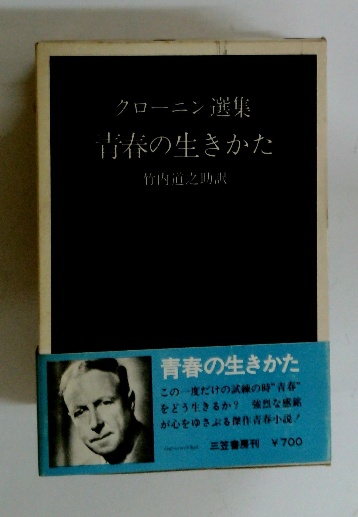 クローニン選集
青春の生きかた
竹内道之助訳
青春の生きかた
この一度だけの試練の時"青春"
をどう生きるか？ 強烈な感銘
が心をゆさぶる傑作青春小説！
三笠書房刊 ￥700